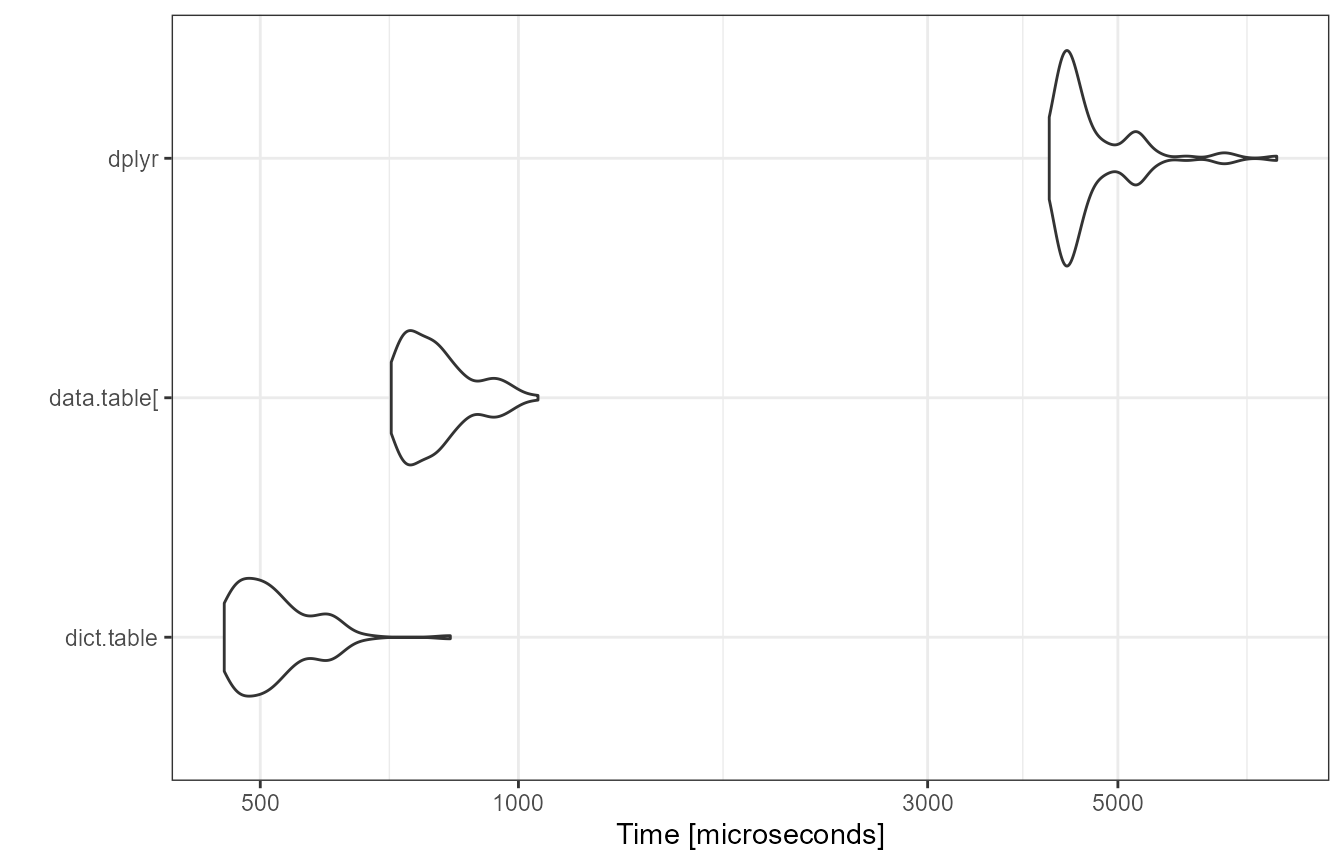 dplyr
data.table[
dict.table
500 1000 3000 5000
Time [microseconds]